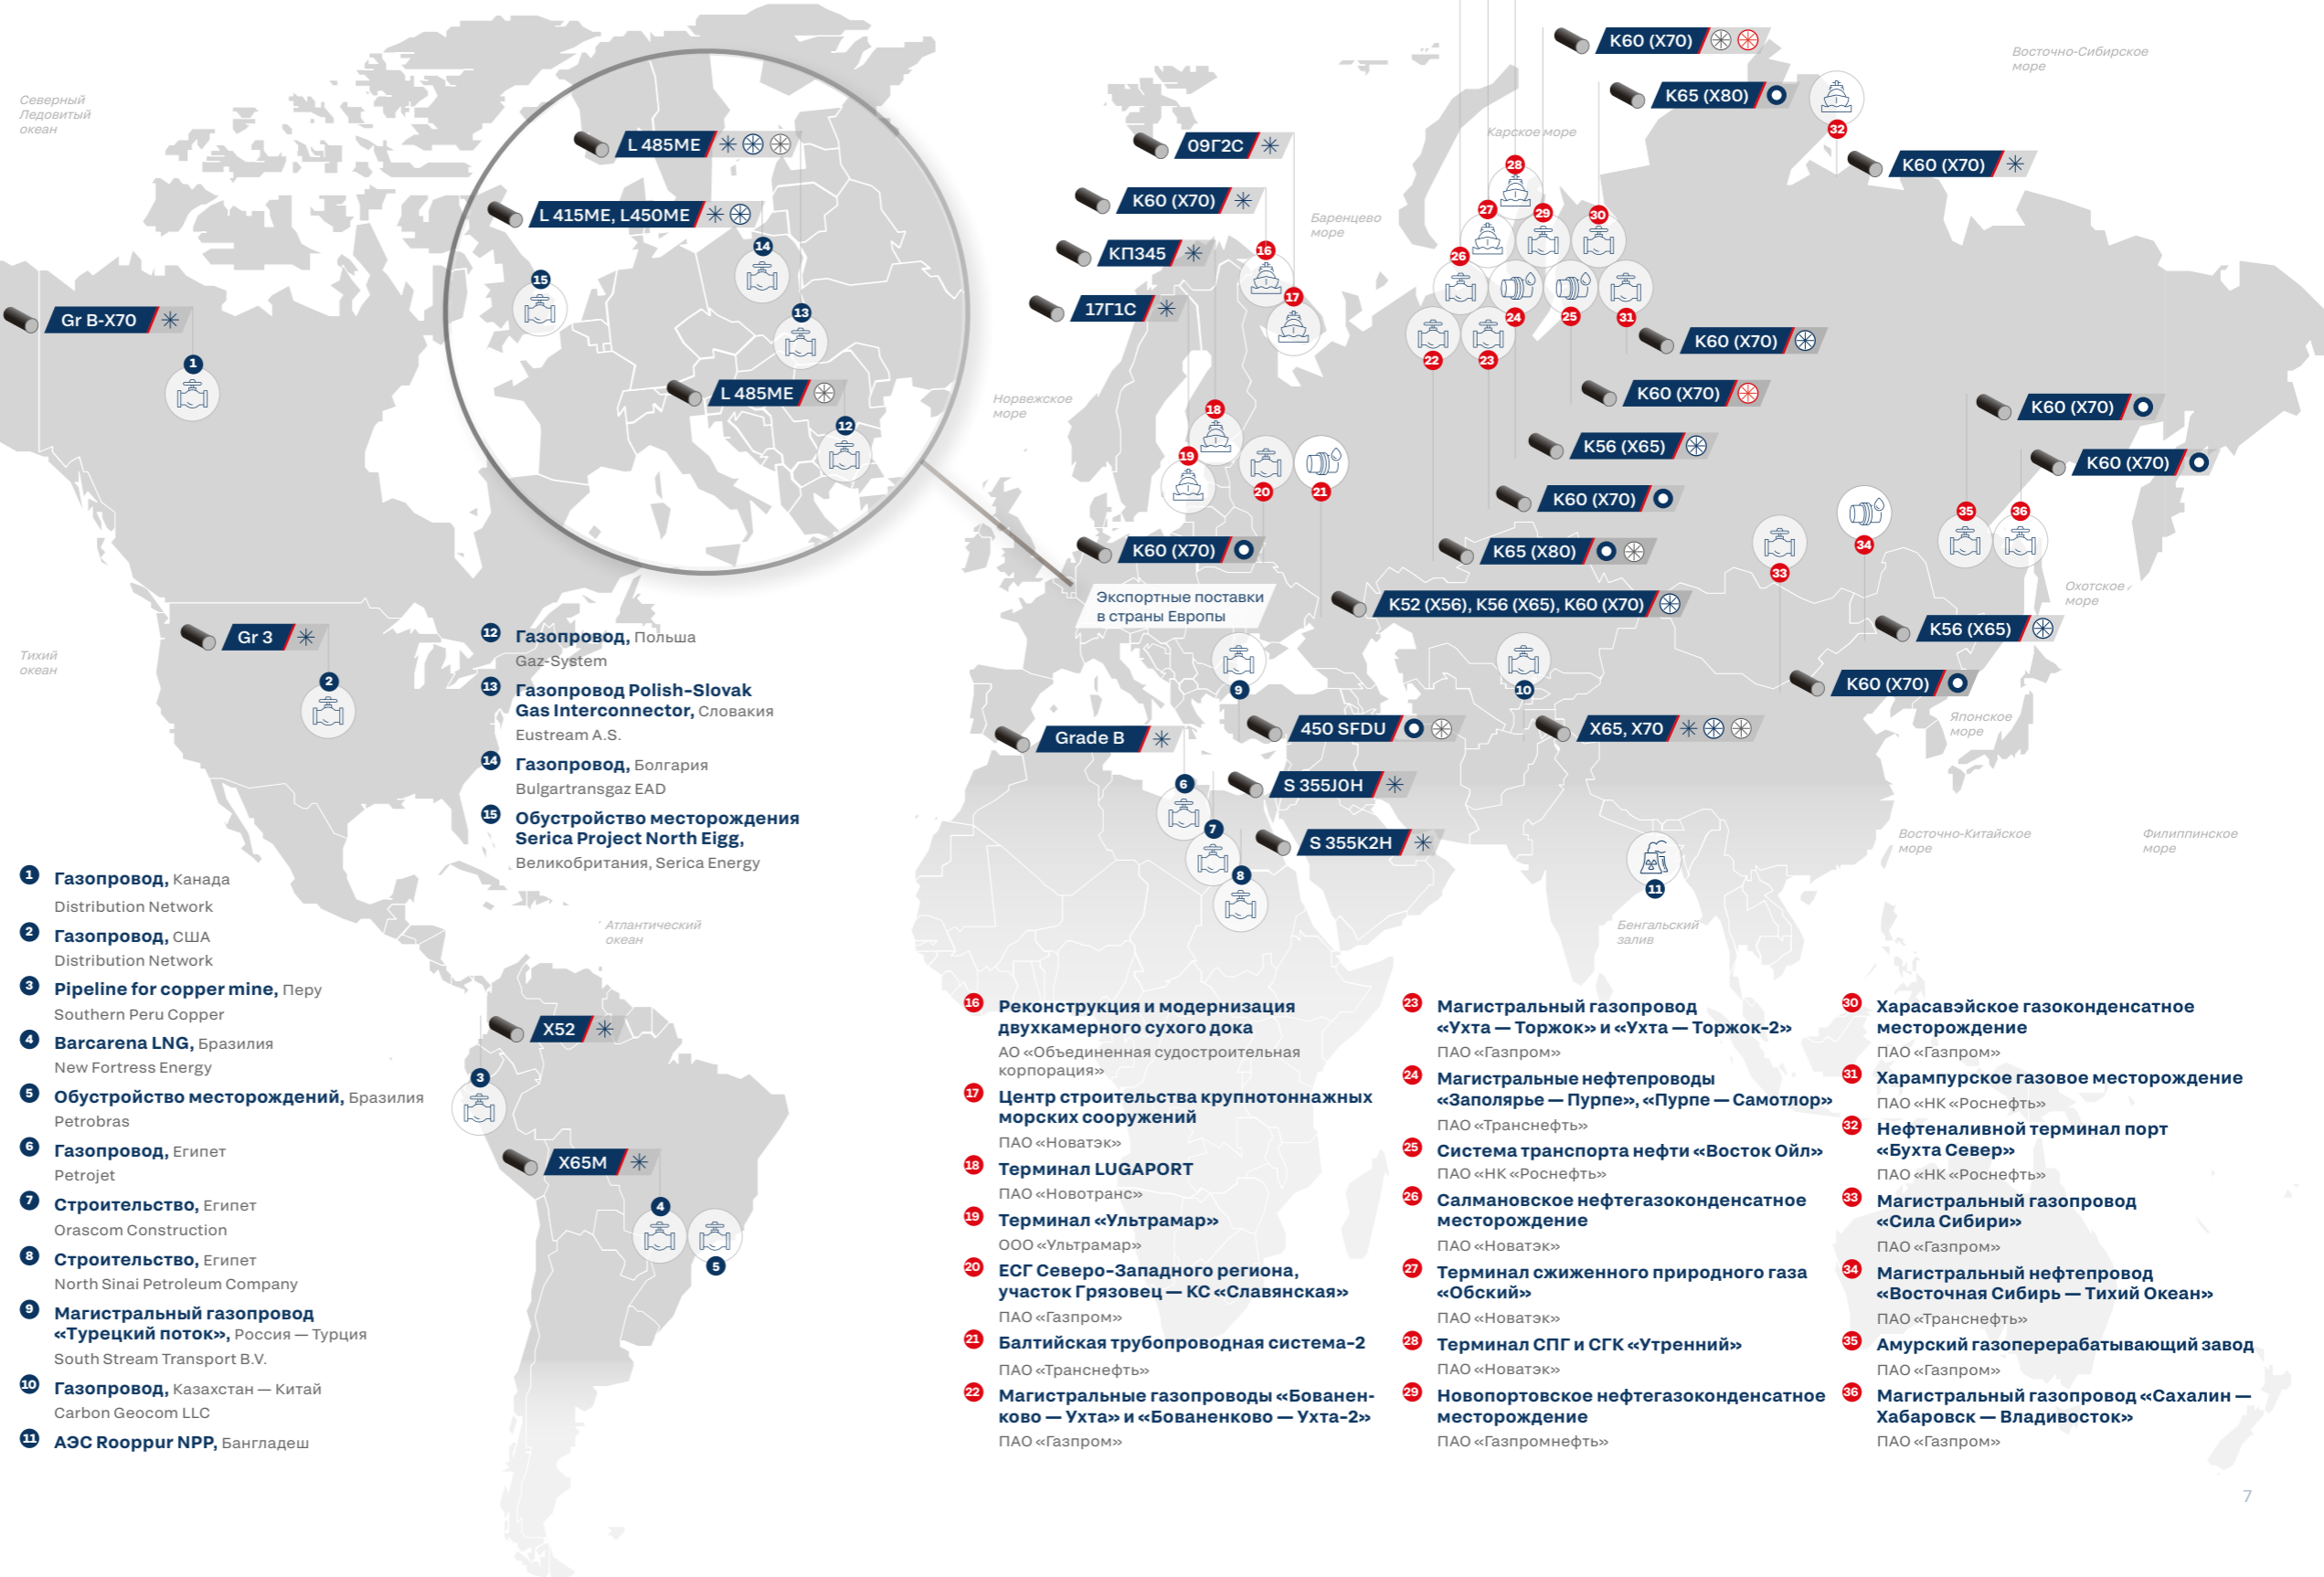 Северный
Ледовитый
океан
Gr B-X70
1
Gr 3
2
Тихий
океан
L 485ME
L 415ME, L450ME
14
15
13
L 485ME
12
09Г2С
K60 (X70)
КП345
17Г1С
16
17
18
19
20
21
Баренцево
море
Норвежское
море
Карское море
Восточно-Сибирское
море
K60 (X70)
K65 (X80)
32
K60 (X70)
28
27
29
30
26
24
25
31
22
23
K60 (X70)
K60 (X70)
K56 (X65)
K60 (X70)
K65 (X80)
K52 (X56), K56 (X65), K60 (X70)
K60 (X70)
Экспортные поставки
в страны Европы
K60 (X70)
K60 (X70)
33
34
35
36
K56 (X65)
K60 (X70)
Охотское
море
Японское
море
9
10
Grade B
450 SFDU
X65, X70
6
S 355J0H
7
S 355K2H
8
11
Бенгальский
залив
Восточно-Китайское
море
Филиппинское
море
Атлантический
океан
X52
3
X65M
4
5
12 Газопровод, Польша
Gaz-System
13 Газопровод Polish-Slovak
Gas Interconnector, Словакия
Eustream A.S.
14 Газопровод, Болгария
Bulgartransgaz EAD
15 Обустройство месторождения
Serica Project North Eigg,
Великобритания, Serica Energy
1 Газопровод, Канада
Distribution Network
2 Газопровод, США
Distribution Network
3 Pipeline for copper mine, Перу
Southern Peru Copper
4 Barcarena LNG, Бразилия
New Fortress Energy
5 Обустройство месторождений, Бразилия
Petrobras
6 Газопровод, Египет
Petrojet
7 Строительство, Египет
Orascom Construction
8 Строительство, Египет
North Sinai Petroleum Company
9 Магистральный газопровод
«Турецкий поток», Россия — Турция
South Stream Transport B.V.
10 Газопровод, Казахстан — Китай
Carbon Geocom LLC
11 АЭС Rooppur NPP, Бангладеш
16 Реконструкция и модернизация
двухкамерного сухого дока
АО «Объединенная судостроительная
корпорация»
17 Центр строительства крупнотоннажных
морских сооружений
ПАО «Новатэк»
18 Терминал LUGAPORT
ПАО «Новотранс»
19 Терминал «Ультрамар»
ООО «Ультрамар»
20 ЕСГ Северо-Западного региона,
участок Грязовец — КС «Славянская»
ПАО «Газпром»
21 Балтийская трубопроводная система-2
ПАО «Транснефть»
22 Магистральные газопроводы «Бованен-
ково — Ухта» и «Бованенково — Ухта-2»
ПАО «Газпром»
23 Магистральный газопровод
«Ухта — Торжок» и «Ухта — Торжок-2»
ПАО «Газпром»
24 Магистральные нефтепроводы
«Заполярье — Пурпе», «Пурпе — Самотлор»
ПАО «Транснефть»
25 Система транспорта нефти «Восток Ойл»
ПАО «НК «Роснефть»
26 Салмановское нефтегазоконденсатное
месторождение
ПАО «Новатэк»
27 Терминал сжиженного природного газа
«Обский»
ПАО «Новатэк»
28 Терминал СПГ и СГК «Утренний»
ПАО «Новатэк»
29 Новопортовское нефтегазоконденсатное
месторождение
ПАО «Газпромнефть»
30 Харасавэйское газоконденсатное
месторождение
ПАО «Газпром»
31 Харампурское газовое месторождение
ПАО «НК «Роснефть»
32 Нефтеналивной терминал порт
«Бухта Север»
ПАО «НК «Роснефть»
33 Магистральный газопровод
«Сила Сибири»
ПАО «Газпром»
34 Магистральный нефтепровод
«Восточная Сибирь — Тихий Океан»
ПАО «Транснефть»
35 Амурский газоперерабатывающий завод
ПАО «Газпром»
36 Магистральный газопровод «Сахалин —
Хабаровск — Владивосток»
ПАО «Газпром»
7